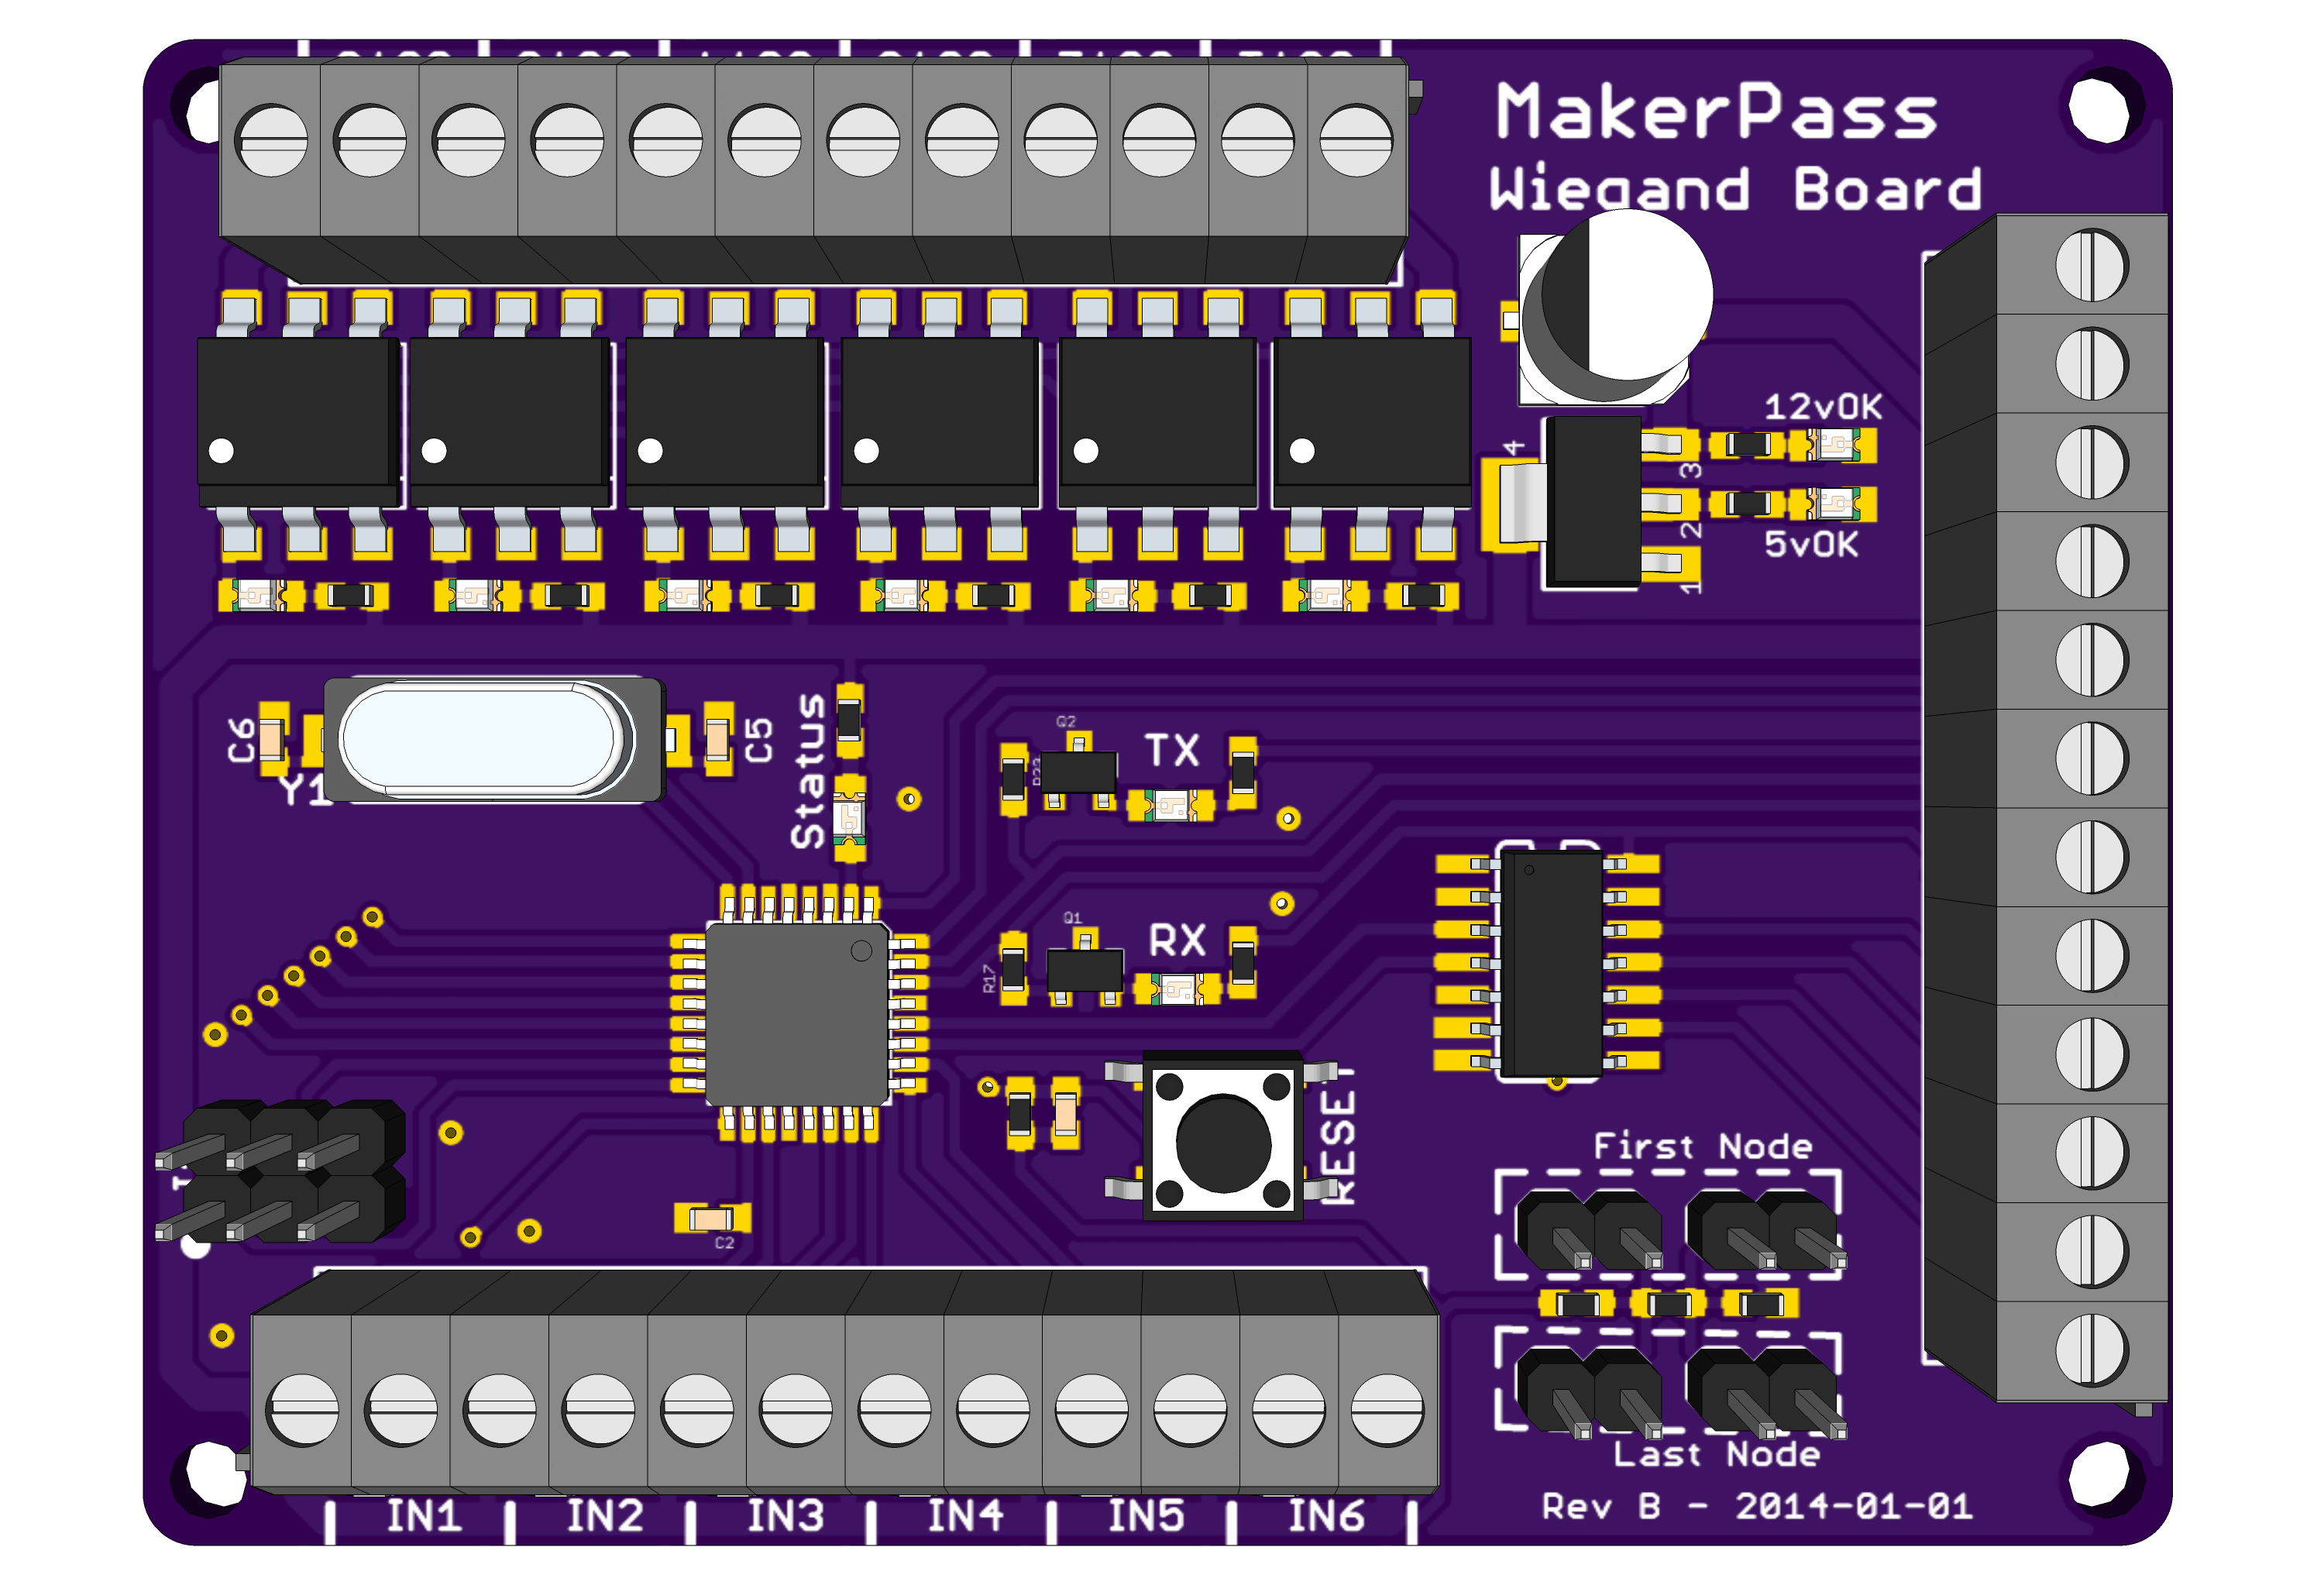 MakerPass
Wiegand Board
12vOK
4
3
2
5vOK
1
C6
C5
Y1
Status
Q2
TX
Q1
RX
R17
RESET
C2
First Node
Last Node
Rev B - 2014-01-01
IN1 IN2 IN3 IN4 IN5 IN6